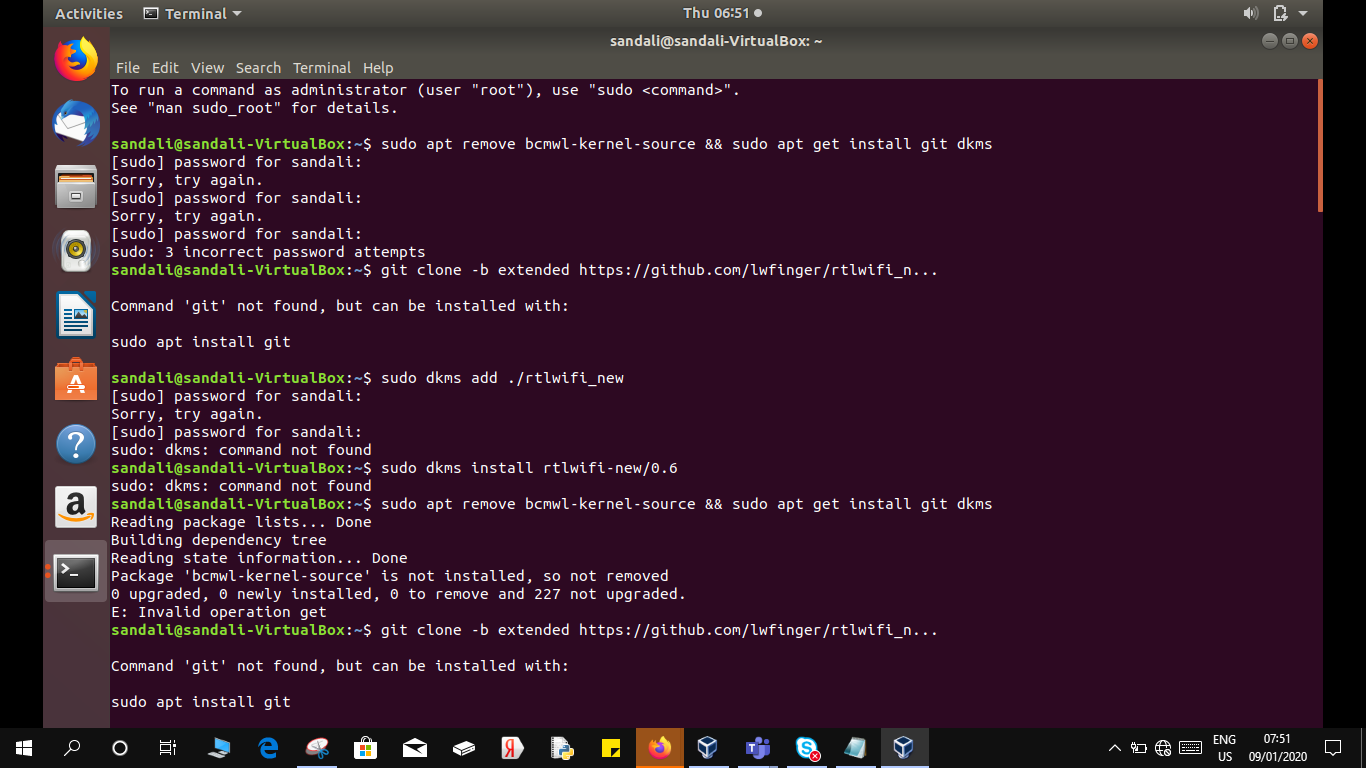 Activities Terminal Thu 06:51
sandali@sandali-VirtualBox: ~
File Edit View Search Terminal Help
To run a command as administrator (user "root"), use "sudo <command>".
See "man sudo_root" for details.
sandali@sandali-VirtualBox:~$ sudo apt remove bcmwl-kernel-source && sudo apt get install git dkms
[sudo] password for sandali:
Sorry, try again.
[sudo] password for sandali:
Sorry, try again.
[sudo] password for sandali:
sudo: 3 incorrect password attempts
sandali@sandali-VirtualBox:~$ git clone -b extended https://github.com/lwfinger/rtlwifi_n...
Command 'git' not found, but can be installed with:
sudo apt install git
sandali@sandali-VirtualBox:~$ sudo dkms add ./rtlwifi_new
[sudo] password for sandali:
Sorry, try again.
[sudo] password for sandali:
sudo: dkms: command not found
sandali@sandali-VirtualBox:~$ sudo dkms install rtlwifi-new/0.6
sudo: dkms: command not found
sandali@sandali-VirtualBox:~$ sudo apt remove bcmwl-kernel-source && sudo apt get install git dkms
Reading package lists... Done
Building dependency tree
Reading state information... Done
Package 'bcmwl-kernel-source' is not installed, so not removed
0 upgraded, 0 newly installed, 0 to remove and 227 not upgraded.
E: Invalid operation get
sandali@sandali-VirtualBox:~$ git clone -b extended https://github.com/lwfinger/rtlwifi_n...
Command 'git' not found, but can be installed with:
sudo apt install git
ENG 07:51
US 09/01/2020